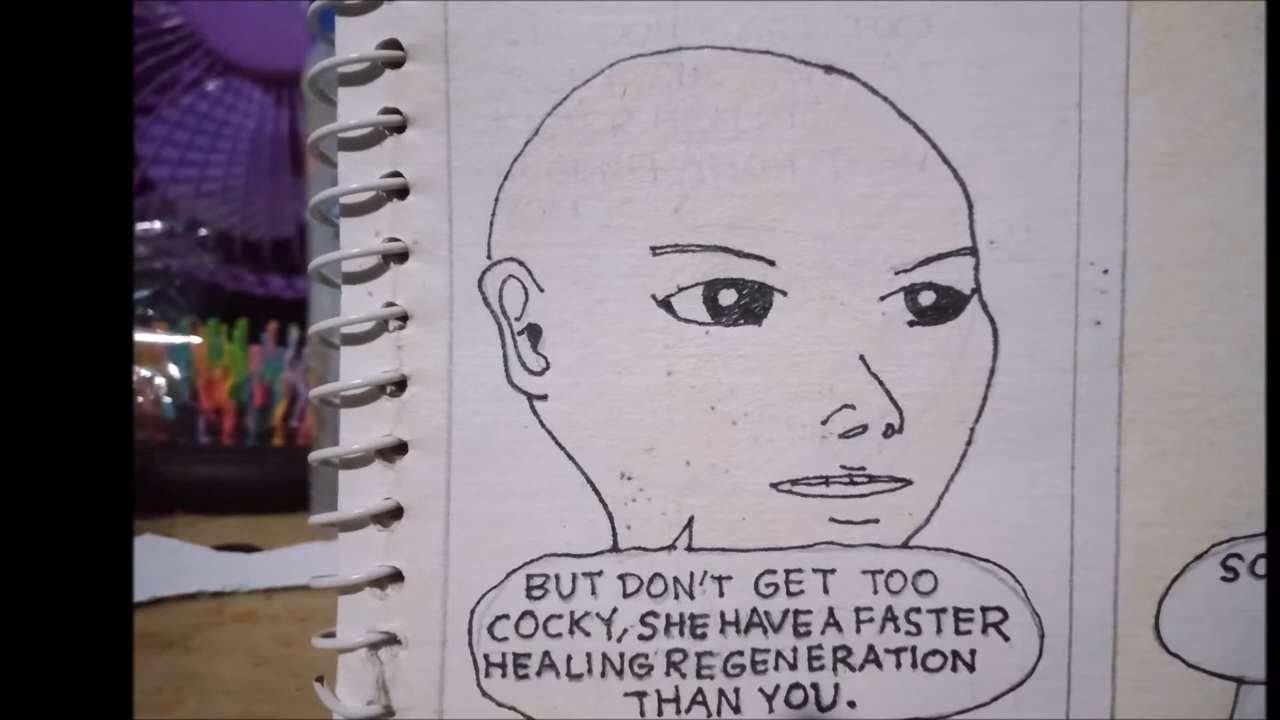 BUT DON'T GET TOO
COCKY, SHE HAVE A FASTER
HEALING REGENERATION
THAN YOU.
SO